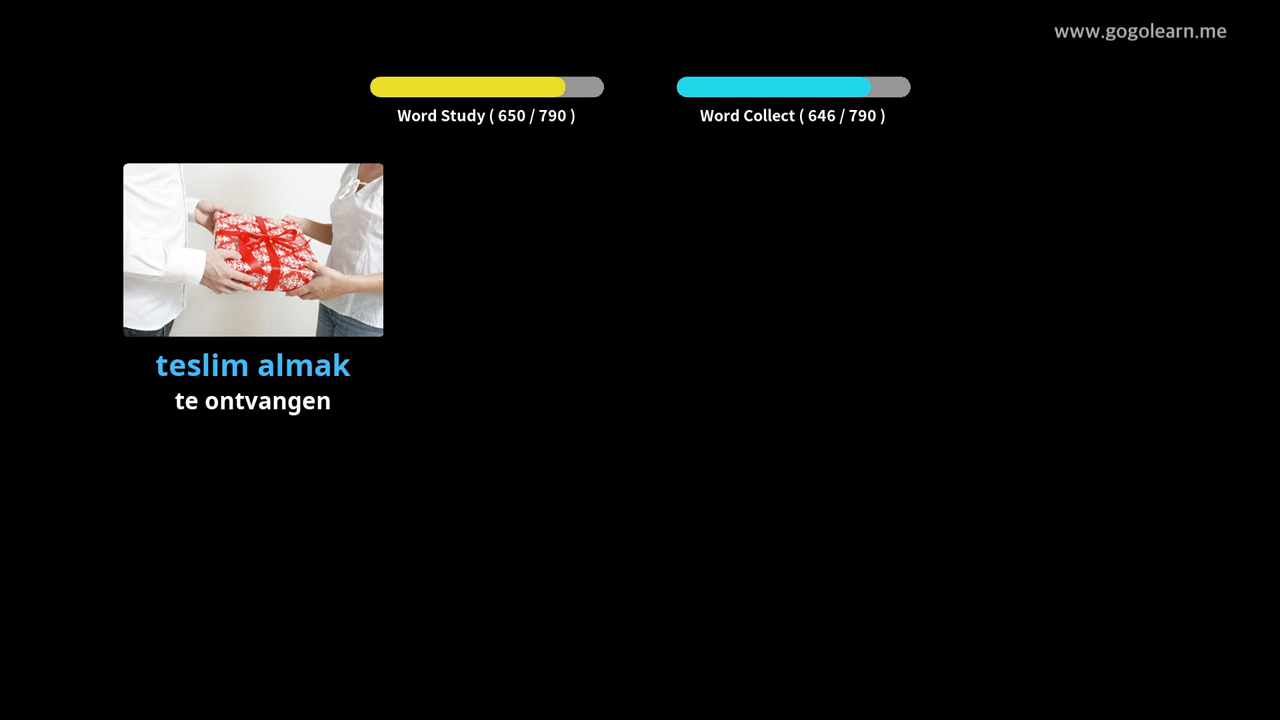 www.gogolearn.me
Word Study ( 650 / 790 )
Word Collect ( 646 / 790 )
teslim almak
te ontvangen